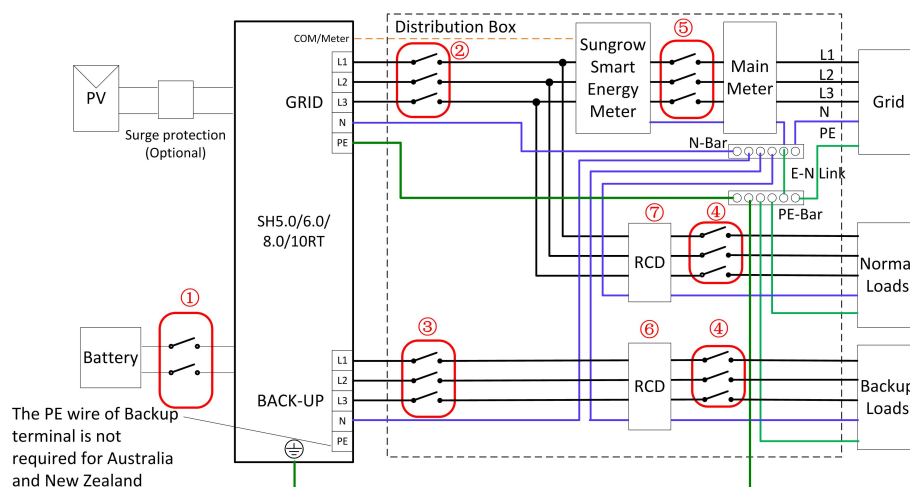 Distribution Box
COM/Meter
②
⑤
L1
L2
L3
N
PE
GRID
Sungrow
Smart
Energy
Meter
Main
Meter
L1
L2
L3
N
PE
Grid
PV
Surge protection
(Optional)
N-Bar
E-N Link
PE-Bar
SH5.0/6.0/
8.0/10RT
⑦
④
RCD
Norma
Loads
①
Battery
③
⑥
④
L1
L2
L3
N
PE
BACK-UP
RCD
Backup
Loads
The PE wire of Backup
terminal is not
required for Australia
and New Zealand